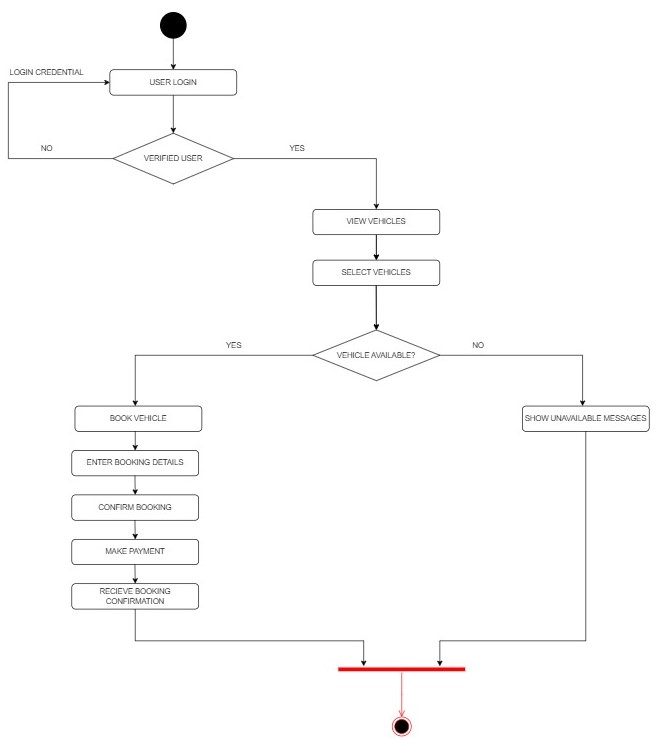 LOGIN CREDENTIAL
USER LOGIN
NO
VERIFIED USER
YES
VIEW VEHICLES
SELECT VEHICLES
YES
VEHICLE AVAILABLE?
NO
BOOK VEHICLE
SHOW UNAVAILABLE MESSAGES
ENTER BOOKING DETAILS
CONFIRM BOOKING
MAKE PAYMENT
RECIEVE BOOKING
CONFIRMATION